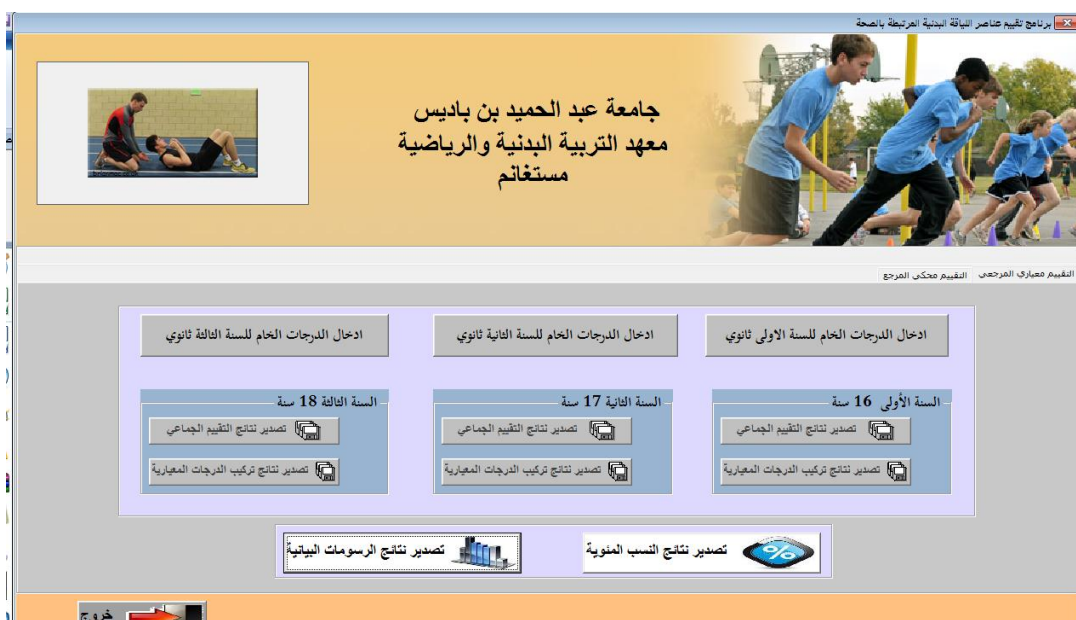 برنامج تقييم عناصر اللياقة البدنية المرتبطة بالصحة
جامعة عبد الحميد بن باديس
معهد التربية البدنية والرياضية
مستغانم
التقييم معياري المرجعي التقييم محكي المرجع
ادخال الدرجات الخام للسنة الاولى ثانوي
ادخال الدرجات الخام للسنة الثانية ثانوي
ادخال الدرجات الخام للسنة الثالثة ثانوي
السنة الأولى 16 سنة
تصدير نتائج التقييم الجماعي
تصدير نتائج تركيب الدرجات المعيارية
السنة الثانية 17 سنة
تصدير نتائج التقييم الجماعي
تصدير نتائج تركيب الدرجات المعيارية
السنة الثالثة 18 سنة
تصدير نتائج التقييم الجماعي
تصدير نتائج تركيب الدرجات المعيارية
% تصدير نتائج النسب المئوية
تصدير نتائج الرسومات البيانية
خروج